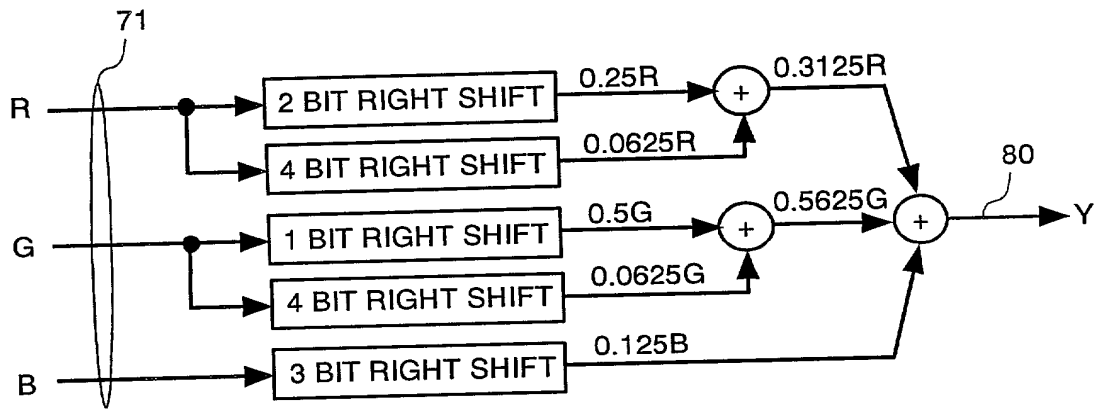 71
R
2 BIT RIGHT SHIFT
0.25R
+
0.3125R
4 BIT RIGHT SHIFT
0.0625R
80
G
1 BIT RIGHT SHIFT
0.5G
+
0.5625G
+
Y
4 BIT RIGHT SHIFT
0.0625G
B
3 BIT RIGHT SHIFT
0.125B